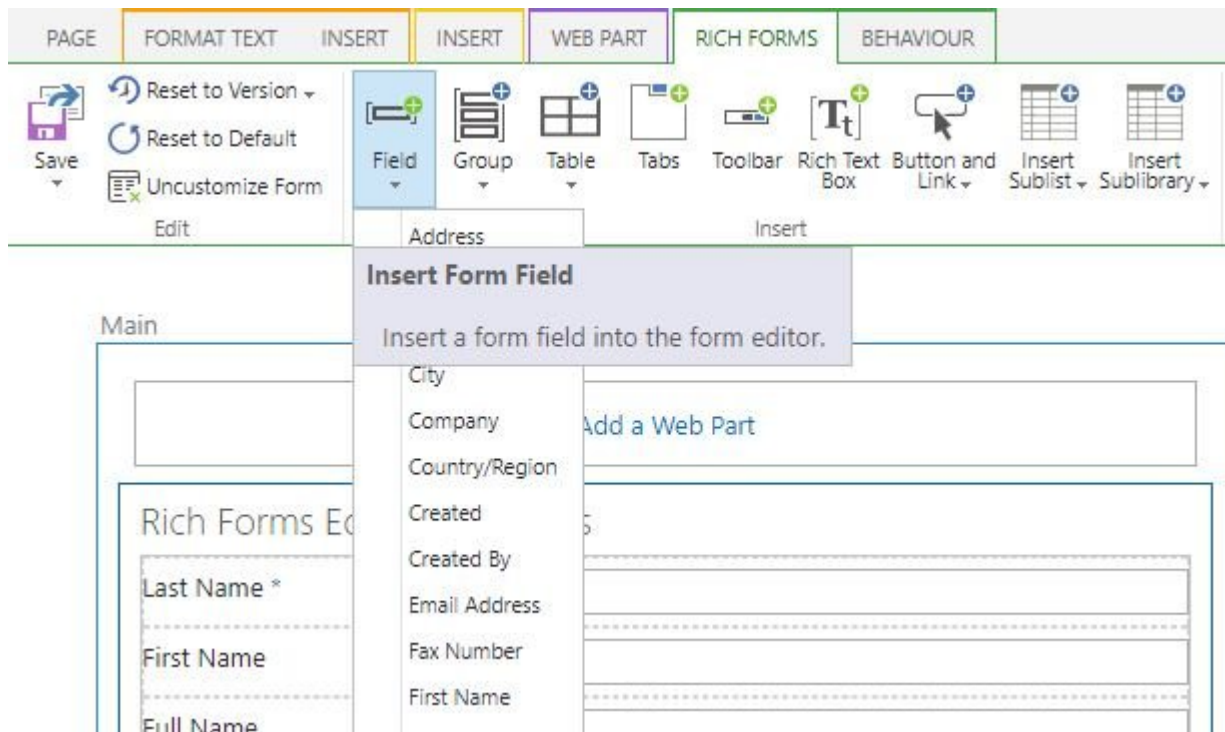 PAGE FORMAT TEXT INSERT INSERT WEB PART RICH FORMS BEHAVIOUR
Save
Reset to Version
Reset to Default
Uncustomize Form
Edit
Field
Group
Table
Tabs
Toolbar
Rich Text
Box
Button and
Link
Insert
Sublist
Insert
Sublibrary
Insert
Address
Insert Form Field
Insert a form field into the form editor.
City
Company
Country/Region
Created
Created By
Email Address
Fax Number
First Name
Main
Add a Web Part
Rich Forms
Last Name *
First Name
Full Name